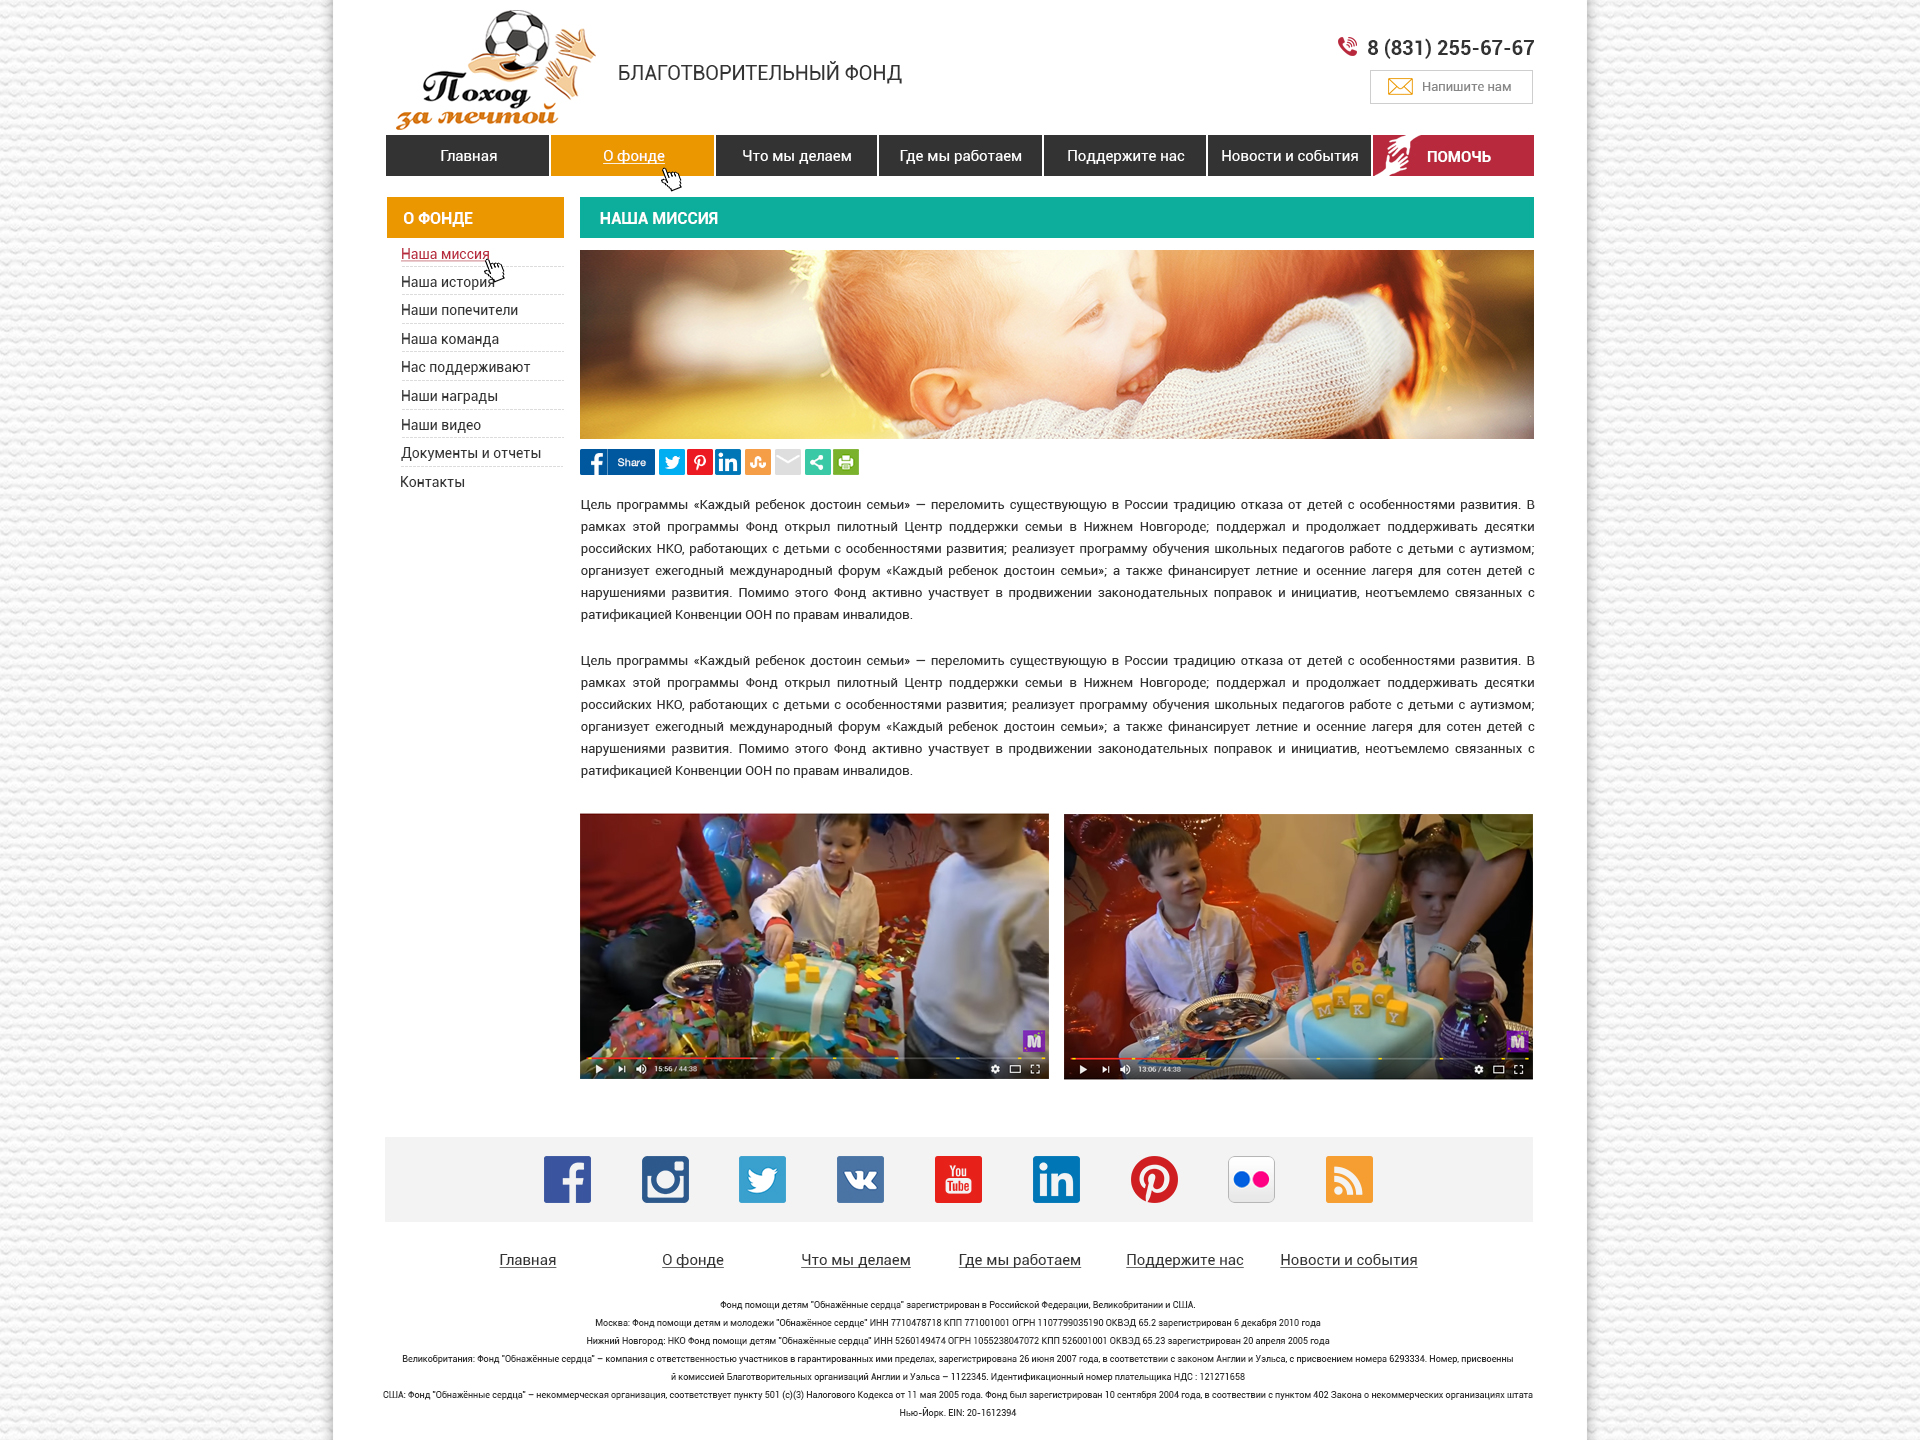 Поход
за мечтой
БЛАГОТВОРИТЕЛЬНЫЙ ФОНД
8 (831) 255-67-67
Напишите нам
Главная
О фонде
Что мы делаем
Где мы работаем
Поддержите нас
Новости и события
ПОМОЧЬ
О ФОНДЕ
Наша миссия
Наша история
Наши попечители
Наша команда
Нас поддерживают
Наши награды
Наши видео
Документы и отчеты
Контакты
НАША МИССИЯ
Share
Цель программы «Каждый ребенок достоин семьи» — переломить существующую в России традицию отказа от детей с особенностями развития. В
рамках этой программы Фонд открыл пилотный Центр поддержки семьи в Нижнем Новгороде; поддержал и продолжает поддерживать десятки
российских НКО, работающих с детьми с особенностями развития; реализует программу обучения школьных педагогов работе с детьми с аутизмом;
организует ежегодный международный форум «Каждый ребенок достоин семьи»; а также финансирует летние и осенние лагеря для сотен детей с
нарушениями развития. Помимо этого Фонд активно участвует в продвижении законодательных поправок и инициатив, неотъемлемо связанных с
ратификацией Конвенции ООН по правам инвалидов.
Цель программы «Каждый ребенок достоин семьи» — переломить существующую в России традицию отказа от детей с особенностями развития. В
рамках этой программы Фонд открыл пилотный Центр поддержки семьи в Нижнем Новгороде; поддержал и продолжает поддерживать десятки
российских НКО, работающих с детьми с особенностями развития; реализует программу обучения школьных педагогов работе с детьми с аутизмом;
организует ежегодный международный форум «Каждый ребенок достоин семьи»; а также финансирует летние и осенние лагеря для сотен детей с
нарушениями развития. Помимо этого Фонд активно участвует в продвижении законодательных поправок и инициатив, неотъемлемо связанных с
ратификацией Конвенции ООН по правам инвалидов.
M
15:56 / 44:38
6
МАКСУ
M
13:06 / 44:38
You
Tube
Главная
О фонде
Что мы делаем
Где мы работаем
Поддержите нас
Новости и события
Фонд помощи детям "Обнажённые сердца" зарегистрирован в Российской Федерации, Великобритании и США.
Москва: Фонд помощи детям и молодежи "Обнажённое сердце" ИНН 7710478718 КПП 771001001 ОГРН 1107799035190 ОКВЭД 65.2 зарегистрирован 6 декабря 2010 года
Нижний Новгород: НКО Фонд помощи детям "Обнажённые сердца" ИНН 5260149474 ОГРН 1055238047072 КПП 526001001 ОКВЭД 65.23 зарегистрирован 20 апреля 2005 года
Великобритания: Фонд "Обнажённые сердца" – компания с ответственностью участников в гарантированных ими пределах, зарегистрирована 26 июня 2007 года, в соответствии с законом Англии и Уэльса, с присвоением номера 6293334. Номер, присвоенны
й комиссией Благотворительных организаций Англии и Уэльса – 1122345. Идентификационный номер плательщика НДС : 121271658
США: Фонд "Обнажённые сердца" – некоммерческая организация, соответствует пункту 501 (с)(3) Налогового Кодекса от 11 мая 2005 года. Фонд был зарегистрирован 10 сентября 2004 года, в соотвествии с пунктом 402 Закона о некоммерческих организациях штата
Нью-Йорк. EIN: 20-1612394